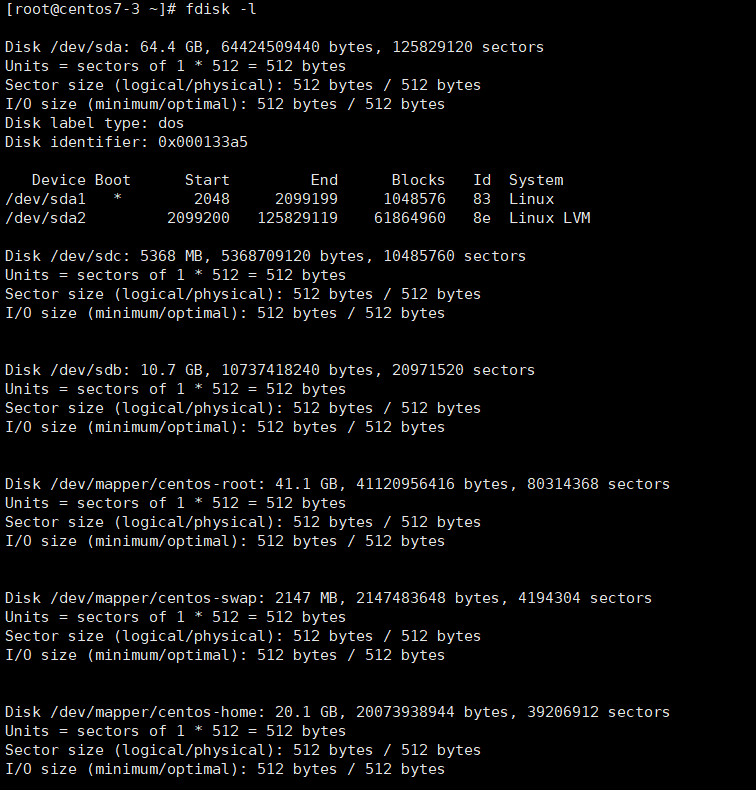 [root@centos7-3 ~]# fdisk -l
Disk /dev/sda: 64.4 GB, 64424509440 bytes, 125829120 sectors
Units = sectors of 1 * 512 = 512 bytes
Sector size (logical/physical): 512 bytes / 512 bytes
I/O size (minimum/optimal): 512 bytes / 512 bytes
Disk label type: dos
Disk identifier: 0x000133a5
   Device Boot      Start         End      Blocks   Id  System
/dev/sda1   *        2048     2099199     1048576   83  Linux
/dev/sda2         2099200   125829119    61864960   8e  Linux LVM
Disk /dev/sdc: 5368 MB, 5368709120 bytes, 10485760 sectors
Units = sectors of 1 * 512 = 512 bytes
Sector size (logical/physical): 512 bytes / 512 bytes
I/O size (minimum/optimal): 512 bytes / 512 bytes
Disk /dev/sdb: 10.7 GB, 10737418240 bytes, 20971520 sectors
Units = sectors of 1 * 512 = 512 bytes
Sector size (logical/physical): 512 bytes / 512 bytes
I/O size (minimum/optimal): 512 bytes / 512 bytes
Disk /dev/mapper/centos-root: 41.1 GB, 41120956416 bytes, 80314368 sectors
Units = sectors of 1 * 512 = 512 bytes
Sector size (logical/physical): 512 bytes / 512 bytes
I/O size (minimum/optimal): 512 bytes / 512 bytes
Disk /dev/mapper/centos-swap: 2147 MB, 2147483648 bytes, 4194304 sectors
Units = sectors of 1 * 512 = 512 bytes
Sector size (logical/physical): 512 bytes / 512 bytes
I/O size (minimum/optimal): 512 bytes / 512 bytes
Disk /dev/mapper/centos-home: 20.1 GB, 20073938944 bytes, 39206912 sectors
Units = sectors of 1 * 512 = 512 bytes
Sector size (logical/physical): 512 bytes / 512 bytes
I/O size (minimum/optimal): 512 bytes / 512 bytes